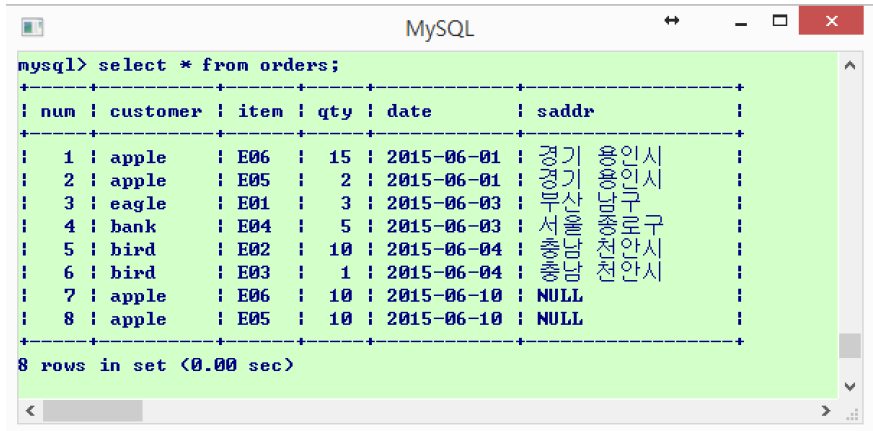 MySQL
mysql> select * from orders;
+------+----------+------+-----+------------+---------------+
| num | customer | item | qty | date | saddr |
+------+----------+------+-----+------------+---------------+
| 1 | apple | E06 | 15 | 2015-06-01 | 경기 용인시 |
| 2 | apple | E05 | 2 | 2015-06-01 | 경기 용인시 |
| 3 | eagle | E01 | 3 | 2015-06-03 | 부산 남구 |
| 4 | bank | E04 | 5 | 2015-06-03 | 서울 종로구 |
| 5 | bird | E02 | 10 | 2015-06-04 | 충남 천안시 |
| 6 | bird | E03 | 1 | 2015-06-04 | 충남 천안시 |
| 7 | apple | E06 | 10 | 2015-06-10 | NULL |
| 8 | apple | E05 | 10 | 2015-06-10 | NULL |
+------+----------+------+-----+------------+---------------+
8 rows in set (0.00 sec)